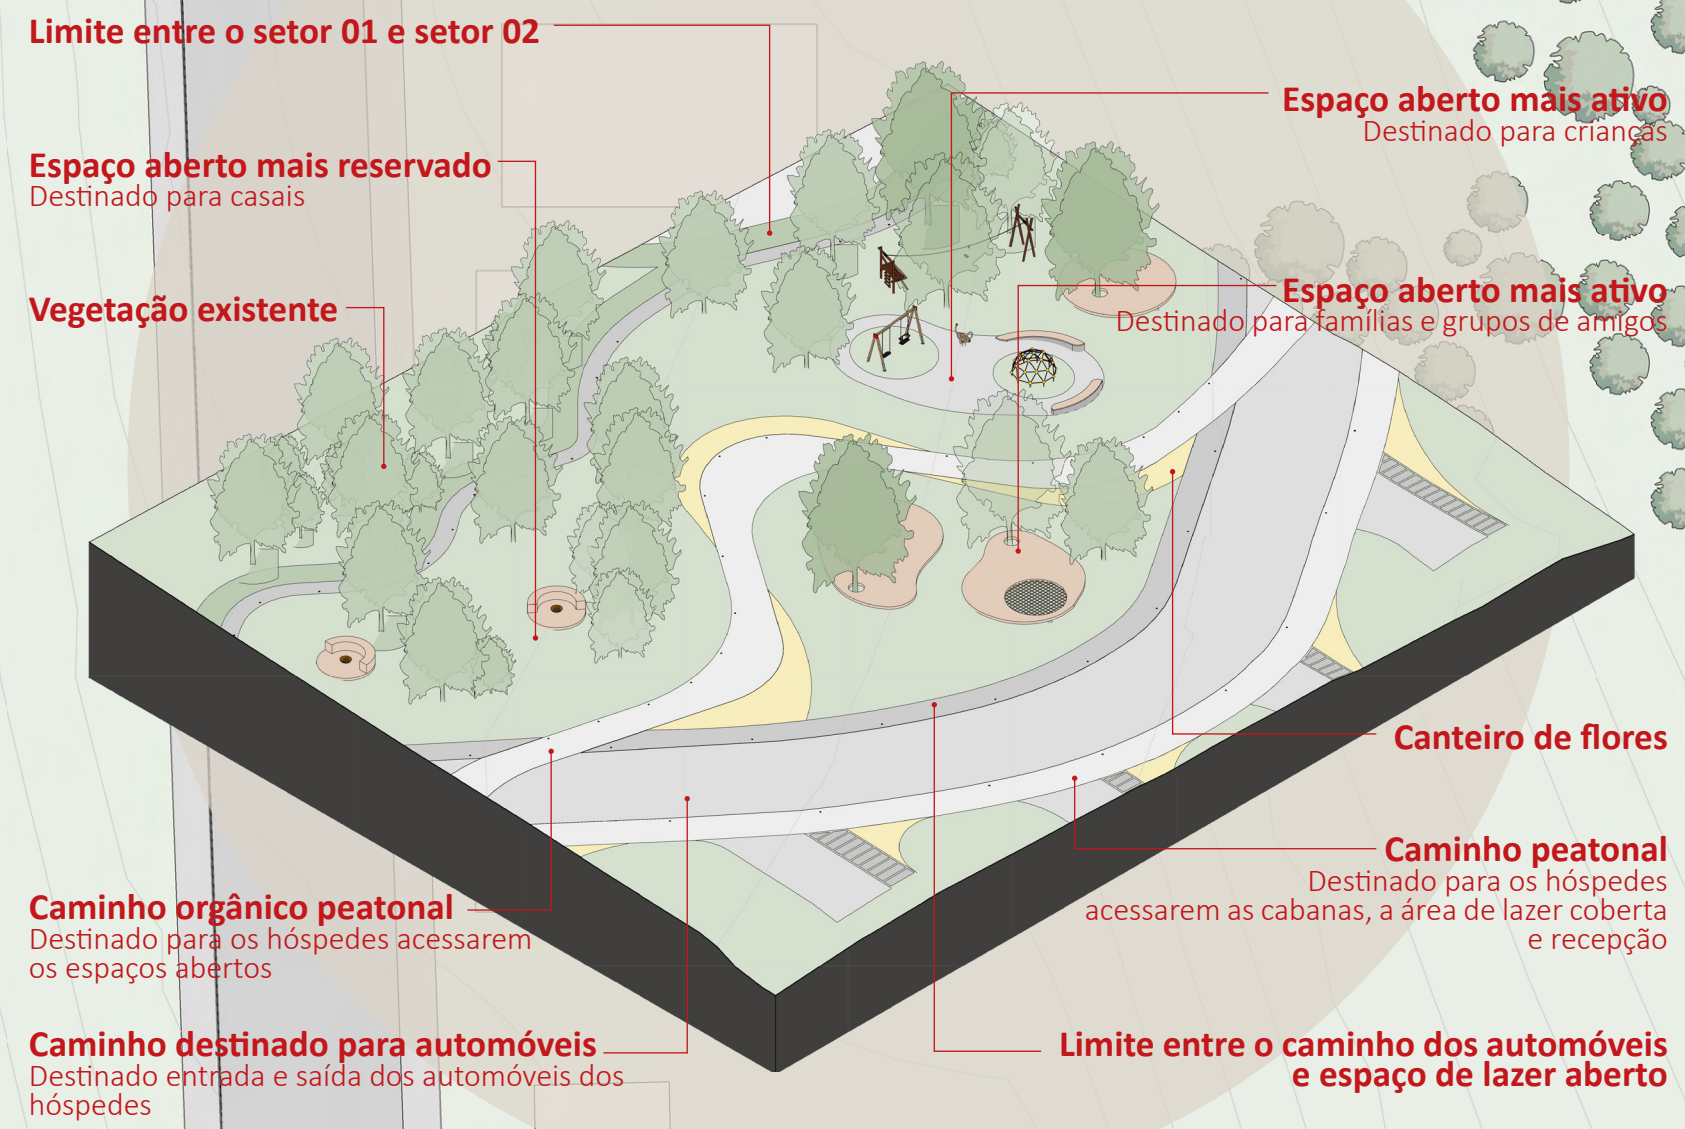 Limite entre o setor 01 e setor 02
Espaço aberto mais reservado
Destinado para casais
Vegetação existente
Espaço aberto mais ativo
Destinado para crianças
Espaço aberto mais ativo
Destinado para famílias e grupos de amigos
Canteiro de flores
Caminho peatonal
Destinado para os hóspedes
acessarem as cabanas, a área de lazer coberta
e recepção
Caminho orgânico peatonal
Destinado para os hóspedes acessarem
os espaços abertos
Caminho destinado para automóveis
Destinado entrada e saída dos automóveis dos
hóspedes
Limite entre o caminho dos automóveis
e espaço de lazer aberto